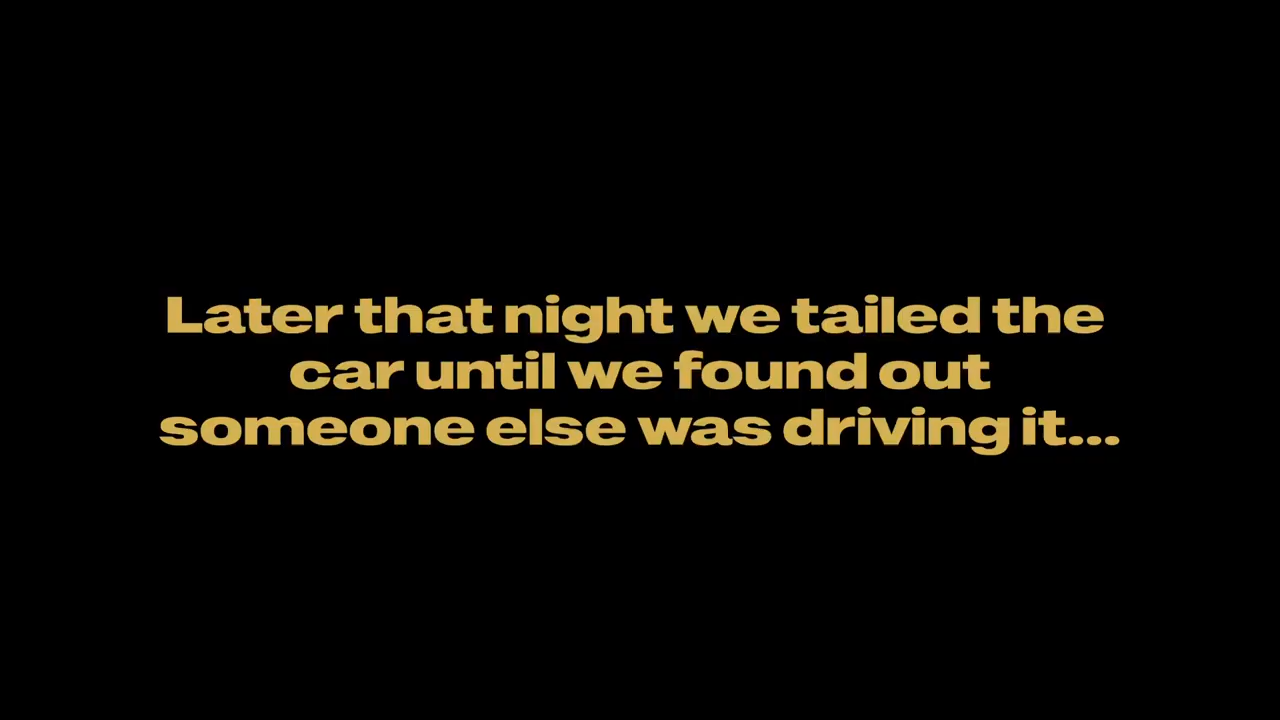 Later that night we tailed the
car until we found out
someone else was driving it...